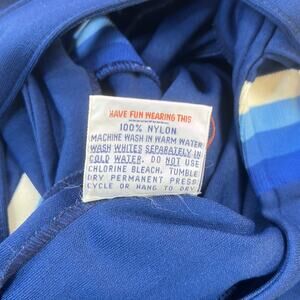 HAVE FUN WEARING THIS
100% NYLON
MACHINE WASH IN WARM WATER
WASH WHITES SEPARATELY IN
COLD WATER. DO NOT USE
CHLORINE BLEACH. TUMBLE
DRY PERMANENT PRESS
CYCLE OR HANG TO DRY